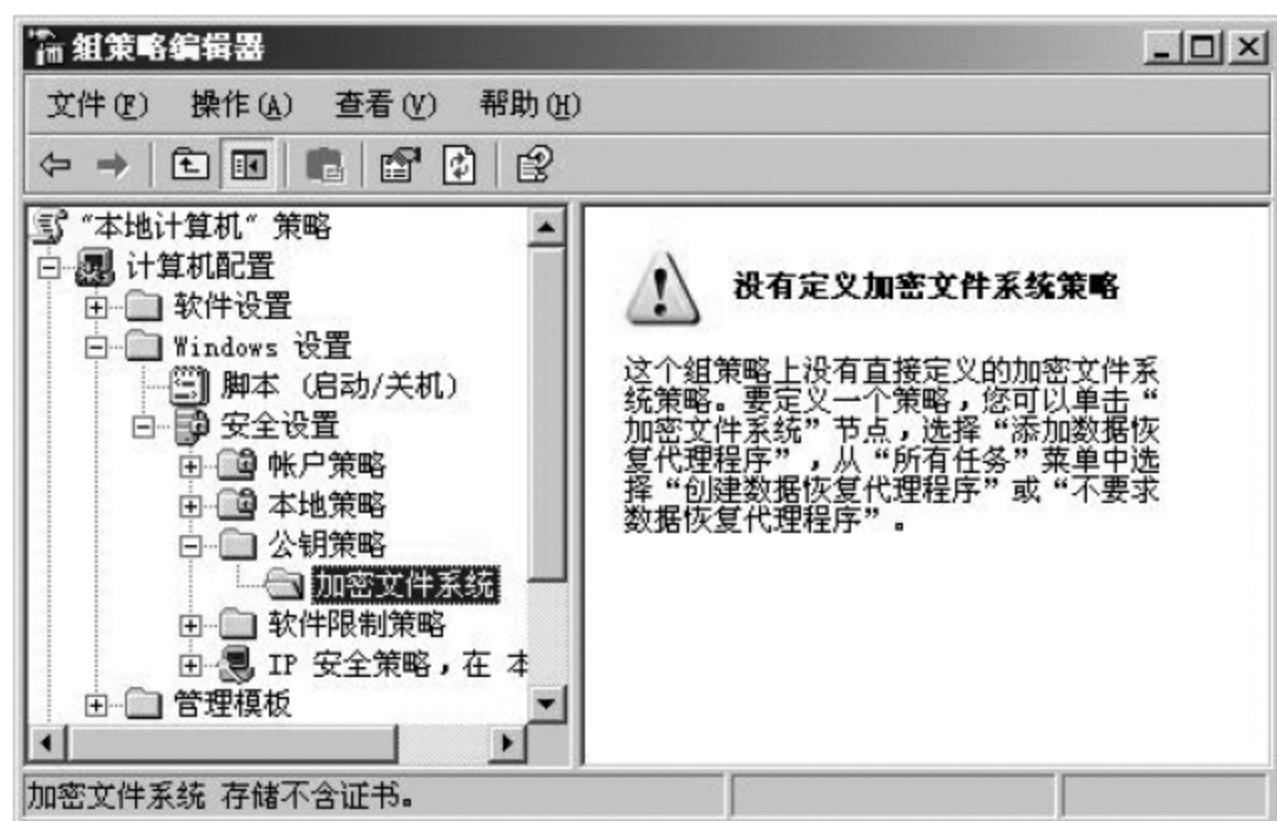 组策略编辑器
文件(F) 操作(A) 查看(V) 帮助(H)
“本地计算机” 策略
计算机配置
软件设置
Windows 设置
脚本 (启动/关机)
安全设置
帐户策略
本地策略
公钥策略
加密文件系统
软件限制策略
IP 安全策略,在 本
管理模板
没有定义加密文件系统策略
这个组策略上没有直接定义的加密文件系
统策略。要定义一个策略,您可以单击“
加密文件系统”节点,选择“添加数据恢
复代理程序”,从“所有任务”菜单中选
择“创建数据恢复代理程序”或“不要求
数据恢复代理程序”。
加密文件系统 存储不含证书。